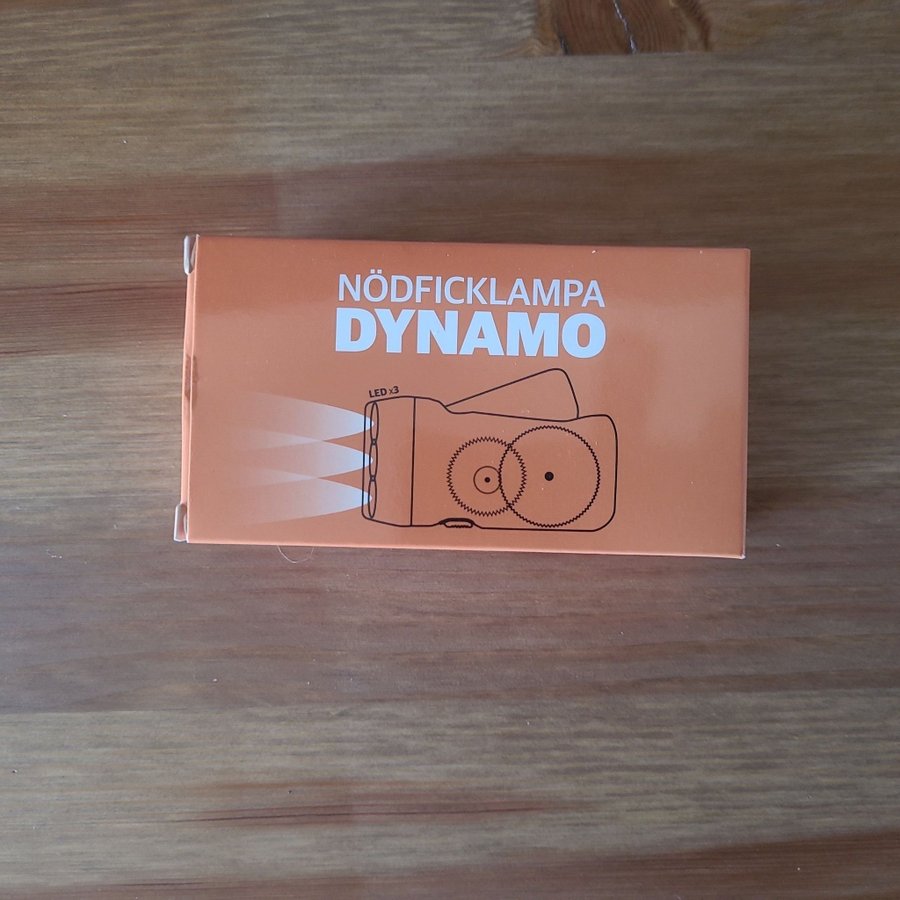 NÖDFICKLAMPA
DYNAMO
LED x3